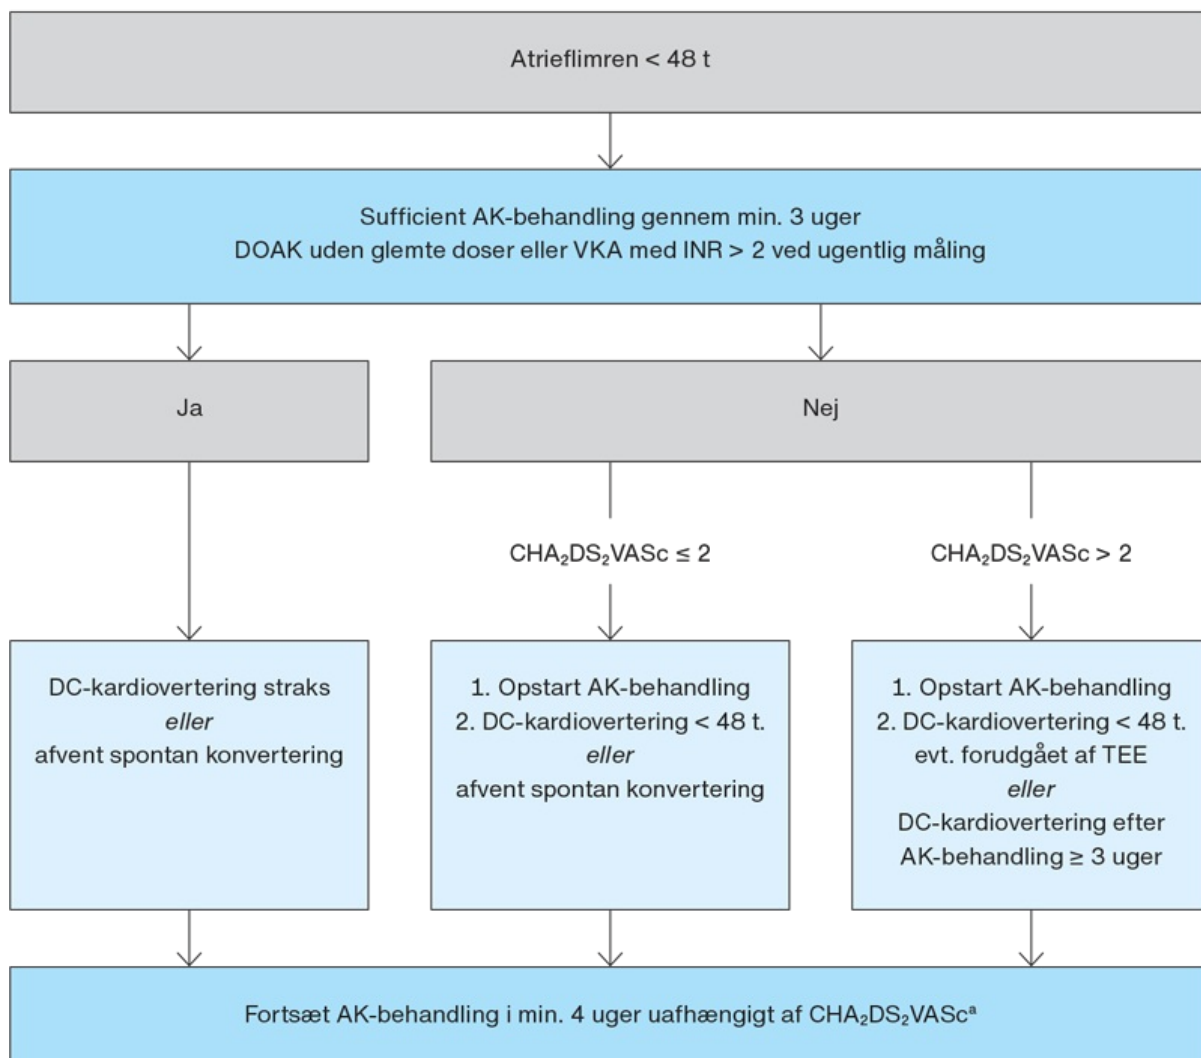 Atrieflimren < 48 t
Sufficient AK-behandling gennem min. 3 uger
DOAK uden glemte doser eller VKA med INR > 2 ved ugentlig måling
Ja
Nej
CHA₂DS₂VASc ≤ 2
CHA₂DS₂VASc > 2
DC-kardiovertering straks
eller
afvent spontan konvertering
1. Opstart AK-behandling
2. DC-kardiovertering < 48 t.
eller
afvent spontan konvertering
1. Opstart AK-behandling
2. DC-kardiovertering < 48 t.
evt. forudgået af TEE
eller
DC-kardiovertering efter
AK-behandling ≥ 3 uger
Fortsæt AK-behandling i min. 4 uger uafhængigt af CHA₂DS₂VAScᵃ